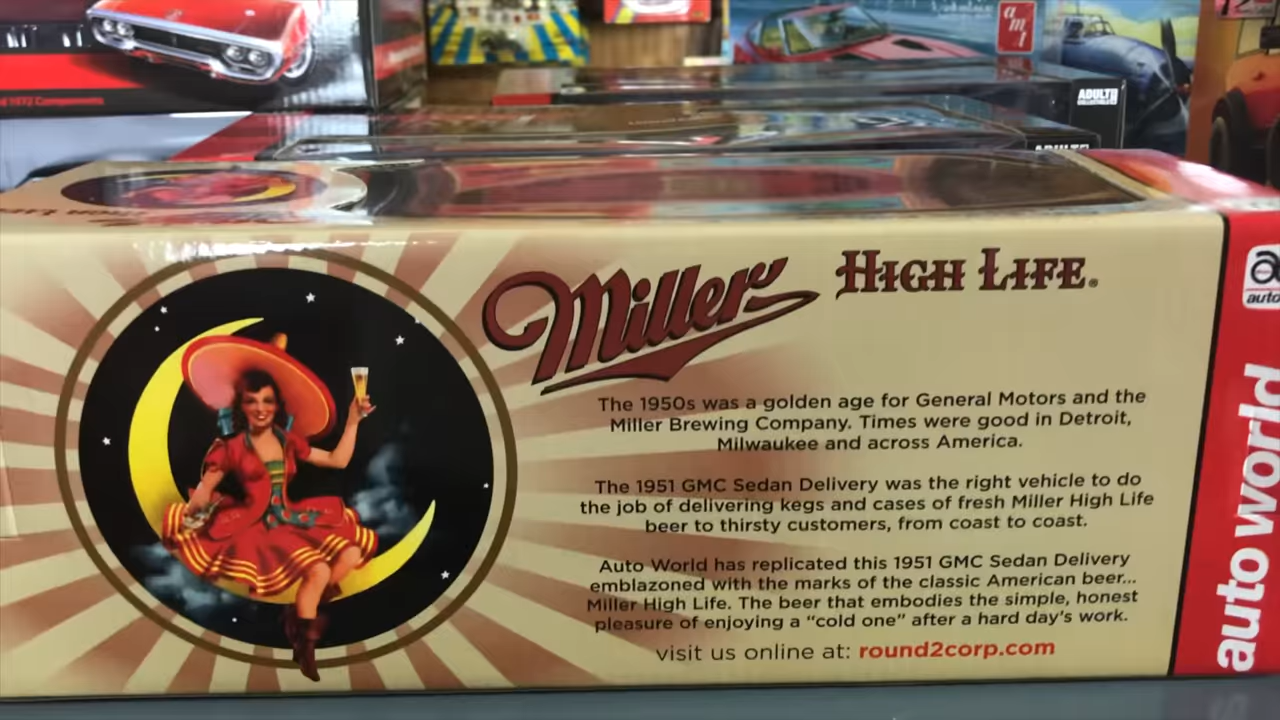 1972 Components
amt
ADULT
ADULT
Miller HIGH LIFE®
The 1950s was a golden age for General Motors and the
Miller Brewing Company. Times were good in Detroit,
Milwaukee and across America.
The 1951 GMC Sedan Delivery was the right vehicle to do
the job of delivering kegs and cases of fresh Miller High Life
beer to thirsty customers, from coast to coast.
Auto World has replicated this 1951 GMC Sedan Delivery
emblazoned with the marks of the classic American beer...
Miller High Life. The beer that embodies the simple, honest
pleasure of enjoying a “cold one” after a hard day's work.
visit us online at: round2corp.com
auto
auto world